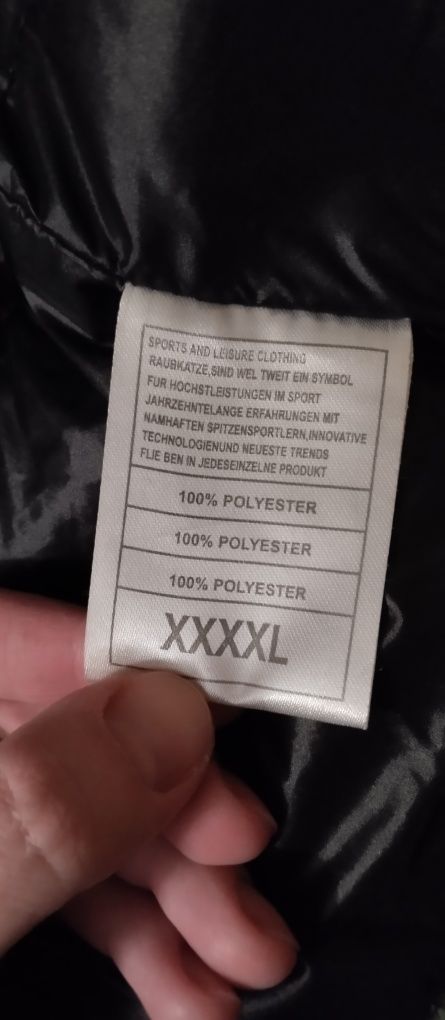 SPORTS AND LEISURE CLOTHING
RAUBKATZE,SIND WEL TWEIT EIN SYMBOL
FUR HOCHSTLEISTUNGEN IM SPORT
JAHRZEHNTELANGE ERFAHRUNGEN MIT
NAMHAFTEN SPITZENSPORTLERN,INNOVATIVE
TECHNOLOGIENUND NEUESTE TRENDS
FLIE BEN IN JEDESEINZELNE PRODUKT
100% POLYESTER
100% POLYESTER
100% POLYESTER
XXXXL